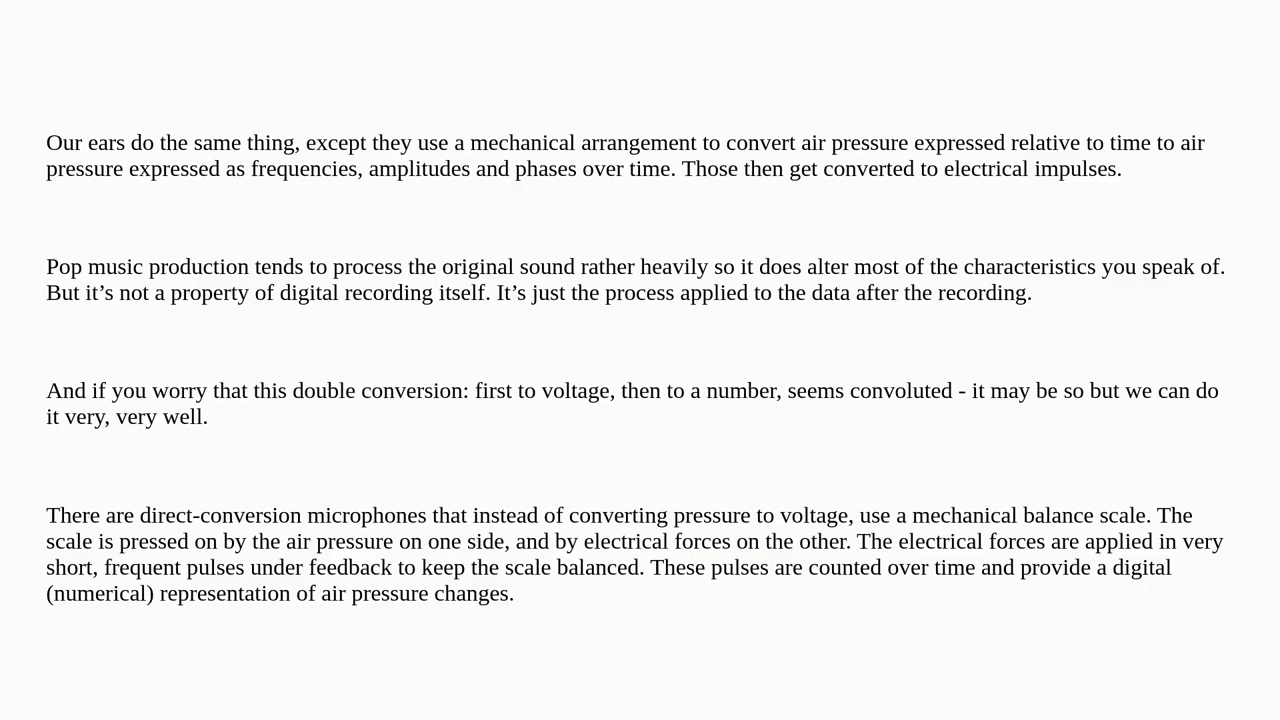 Our ears do the same thing, except they use a mechanical arrangement to convert air pressure expressed relative to time to air
pressure expressed as frequencies, amplitudes and phases over time. Those then get converted to electrical impulses.
Pop music production tends to process the original sound rather heavily so it does alter most of the characteristics you speak of.
But it’s not a property of digital recording itself. It’s just the process applied to the data after the recording.
And if you worry that this double conversion: first to voltage, then to a number, seems convoluted - it may be so but we can do
it very, very well.
There are direct-conversion microphones that instead of converting pressure to voltage, use a mechanical balance scale. The
scale is pressed on by the air pressure on one side, and by electrical forces on the other. The electrical forces are applied in very
short, frequent pulses under feedback to keep the scale balanced. These pulses are counted over time and provide a digital
(numerical) representation of air pressure changes.